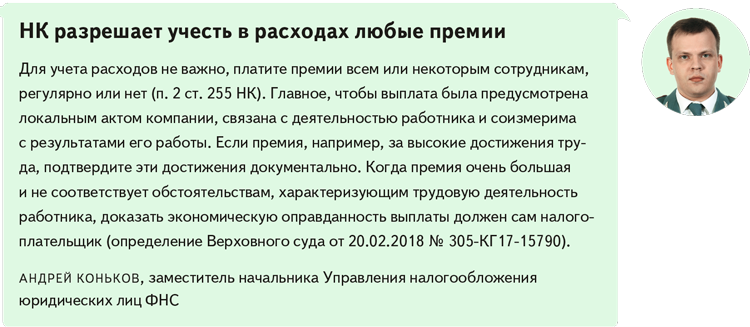 НК разрешает учесть в расходах любые премии
Для учета расходов не важно, платите премии всем или некоторым сотрудникам,
регулярно или нет (п. 2 ст. 255 НК). Главное, чтобы выплата была предусмотрена
локальным актом компании, связана с деятельностью работника и соизмерима
с результатами его работы. Если премия, например, за высокие достижения тру-
да, подтвердите эти достижения документально. Когда премия очень большая
и не соответствует обстоятельствам, характеризующим трудовую деятельность
работника, доказать экономическую оправданность выплаты должен сам налого-
плательщик (определение Верховного суда от 20.02.2018 № 305-КГ17-15790).
АНДРЕЙ КОНЬКОВ, заместитель начальника Управления налогообложения
юридических лиц ФНС